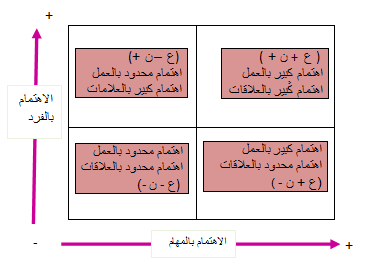 +
( ع + ن + )
اهتمام كبير بالعمل
اهتمام كبير بالعلاقات
(ع – ن +)
اهتمام محدود بالعمل
اهتمام كبير بالعلامات
الاهتمام
بالفرد
اهتمام كبير بالعمل
اهتمام محدود بالعلاقات
(ع + ن -)
اهتمام محدود بالعمل
اهتمام محدود بالعلاقات
(ع - ن -)
+
الاهتمام بالمهام
-